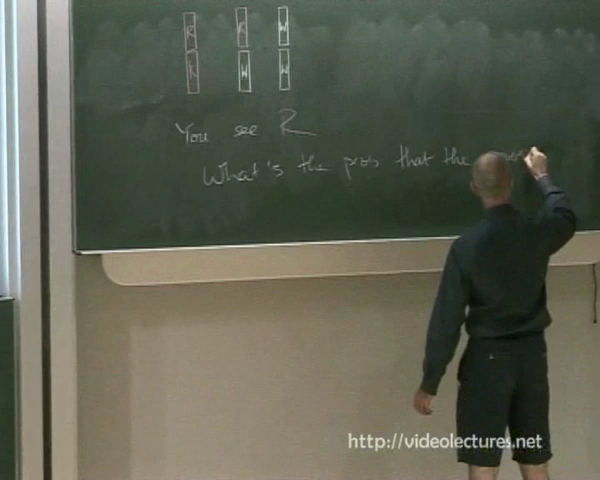 R R W
R W W
You see R
What's the prob that the
http://videolectures.net